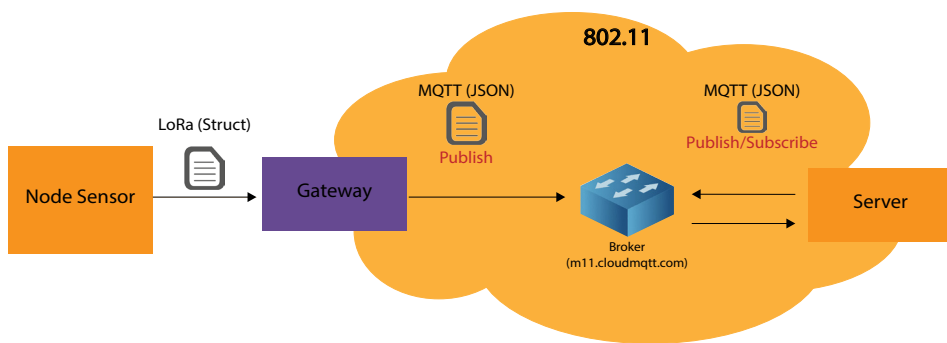 802.11
MQTT (JSON)
Publish
MQTT (JSON)
Publish/Subscribe
LoRa (Struct)
Node Sensor
Gateway
Server
Broker
(m11.cloudmqtt.com)